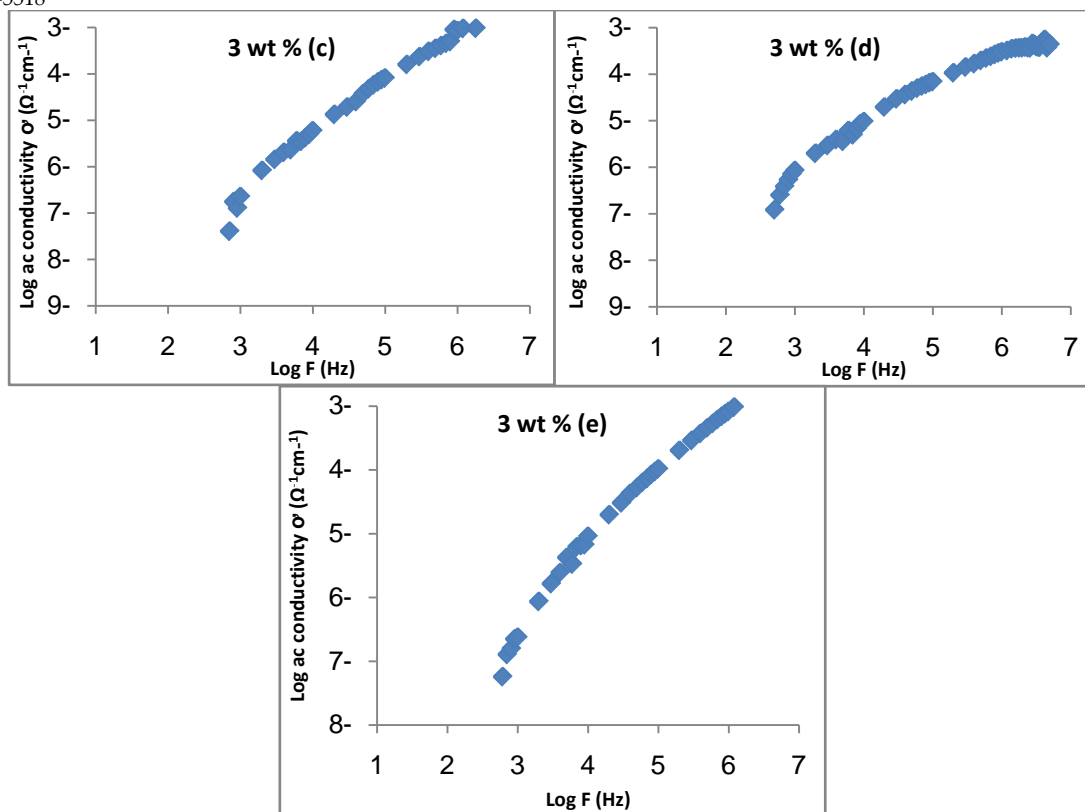 3518
3 wt % (c)
Log ac conductivity σ' (Ω⁻¹cm⁻¹)
3-
4-
5-
6-
7-
8-
9-
1 2 3 4 5 6 7
Log F (Hz)
3 wt % (d)
Log ac conductivity σ' (Ω⁻¹cm⁻¹)
3-
4-
5-
6-
7-
8-
9-
1 2 3 4 5 6 7
Log F (Hz)
3 wt % (e)
Log ac conductivity σ' (Ω⁻¹cm⁻¹)
3-
4-
5-
6-
7-
8-
1 2 3 4 5 6 7
Log F (Hz)